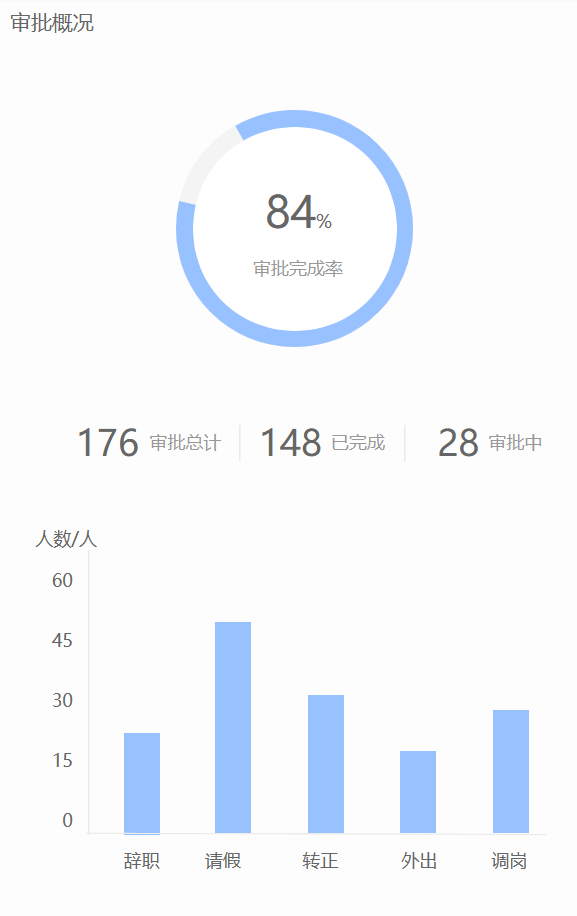 审批概况
84%
审批完成率
176 审批总计 148 已完成 28 审批中
人数/人
60
45
30
15
0
辞职 请假 转正 外出 调岗